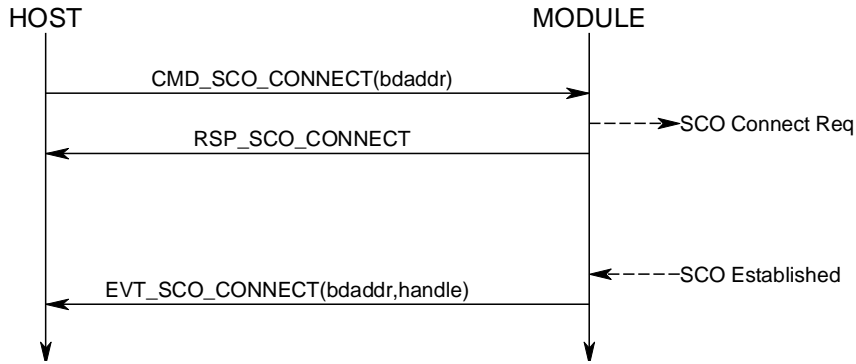 HOST
MODULE
CMD_SCO_CONNECT(bdaddr)
SCO Connect Req
RSP_SCO_CONNECT
SCO Established
EVT_SCO_CONNECT(bdaddr,handle)